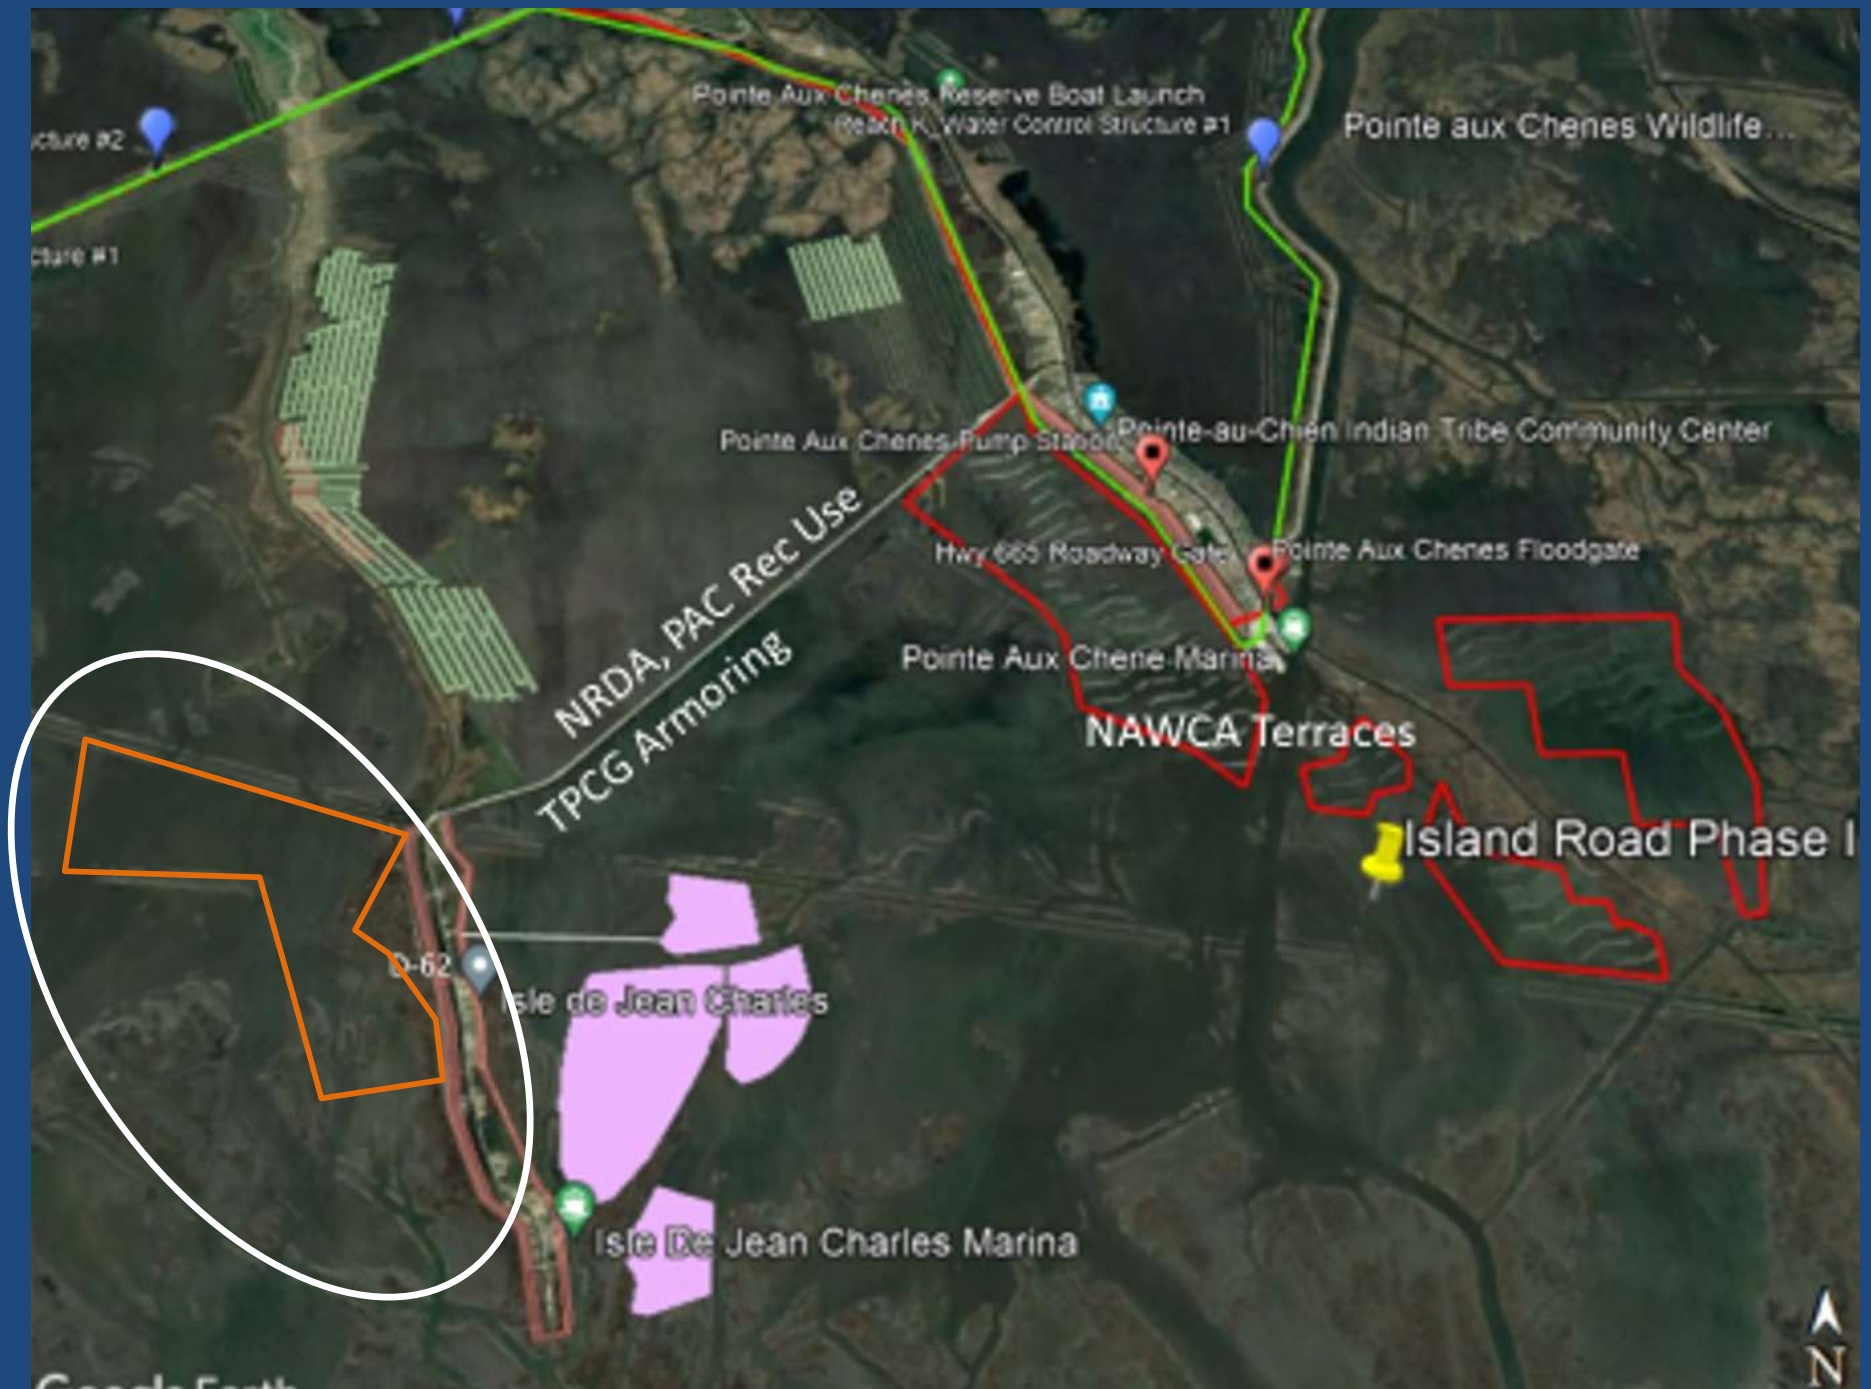 Pointe Aux Chenes Reserve Boat Launch
Reach K, Water Control Structure #1
Pointe aux Chenes Wildlife...
ucture #2
cture #1
Pointe Aux Chenes Pump Station
Pointe-au-Chien Indian Tribe Community Center
NRDA, PAC Rec Use
TPCG Armoring
Hwy 665 Roadway Gate
Pointe Aux Chenes Floodgate
Pointe Aux Chene Marina
NAWCA Terraces
Island Road Phase I
D-62
Isle de Jean Charles
Isle De Jean Charles Marina
N
Google Earth